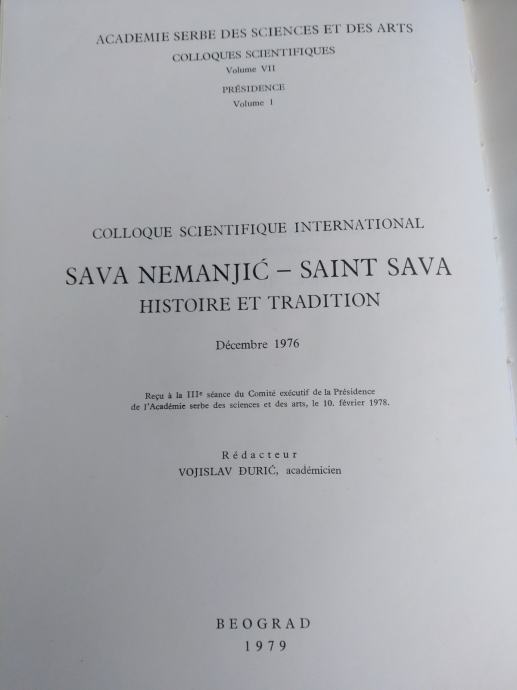 ACADEMIE SERBE DES SCIENCES ET DES ARTS
COLLOQUES SCIENTIFIQUES
Volume VII
PRÉSIDENCE
Volume I
COLLOQUE SCIENTIFIQUE INTERNATIONAL
SAVA NEMANJIĆ – SAINT SAVA
HISTOIRE ET TRADITION
Décembre 1976
Reçu à la IIIe séance du Comité exécutif de la Présidence
de l'Académie serbe des sciences et des arts, le 10. février 1978.
Rédacteur
VOJISLAV ĐURIĆ, académicien
BEOGRAD
1979